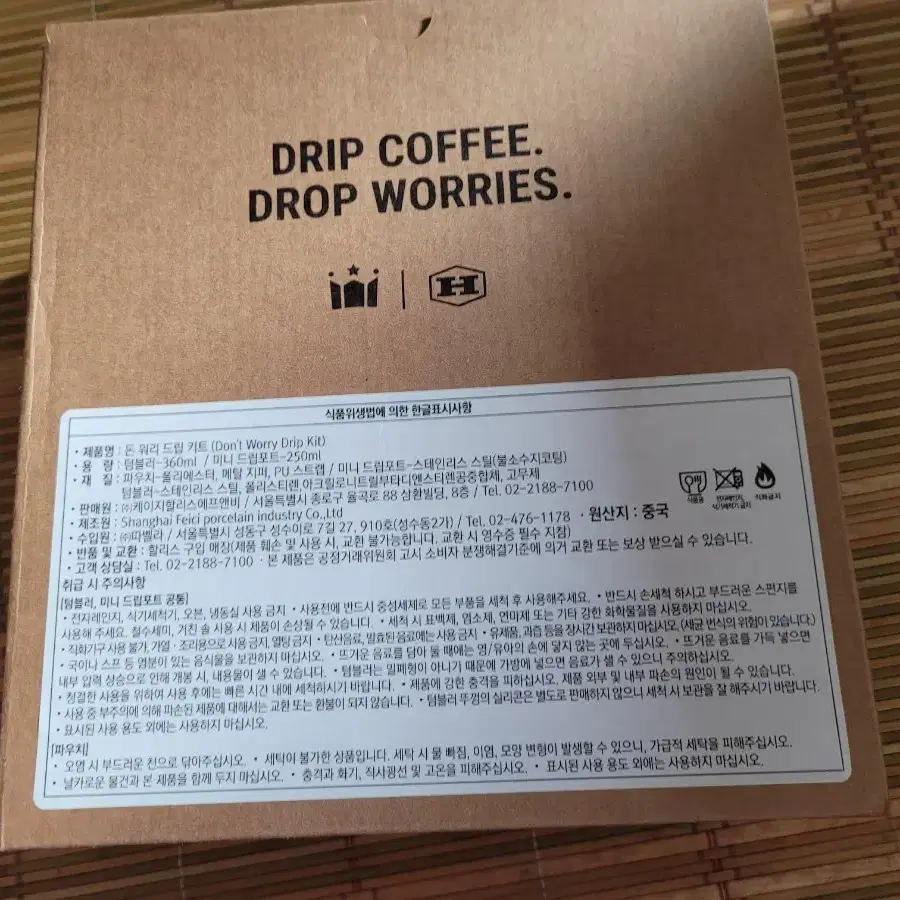 DRIP COFFEE.
DROP WORRIES.
H
식품위생법에 의한 한글표시사항
• 제품명 : 돈 워리 드립 키트 (Don't Worry Drip Kit)
• 용 량 : 텀블러-360ml / 미니 드립포트-250ml
• 재 질 : 파우치-폴리에스터, 메탈 지퍼, PU 스트랩 / 미니 드립포트-스테인리스 스틸(불소수지코팅)
텀블러-스테인리스 스틸, 폴리스티렌, 아크릴로니트릴부타디엔스티렌공중합체, 고무제
• 판매원 : ㈜케이지할리스에프앤비 / 서울특별시 종로구 율곡로 88 삼환빌딩, 8층 / Tel. 02-2188-7100
• 제조원 : Shanghai Feici porcelain industry Co.,Ltd
• 수입원 : ㈜따벨라 / 서울특별시 성동구 성수이로 7길 27, 910호(성수동2가) / Tel. 02-476-1178 • 원산지 : 중국
• 반품 및 교환 : 할리스 구입 매장(제품 훼손 및 사용 시, 교환 불가능합니다. 교환 시 영수증 필수 지참)
• 고객 상담실 : Tel. 02-2188-7100 • 본 제품은 공정거래위원회 고시 소비자 분쟁해결기준에 의거 교환 또는 보상 받으실 수 있습니다.
식품용
전자레인지,
식기세척기 금지
직화금지
취급 시 주의사항
[텀블러, 미니 드립포트 공통]
• 전자레인지, 식기세척기, 오븐, 냉동실 사용 금지 • 사용전에 반드시 중성세제로 모든 부품을 세척 후 사용해주세요. • 반드시 손세척 하시고 부드러운 스펀지를
사용해 주세요. 철수세미, 거친 솔 사용 시 제품이 손상될 수 있습니다. • 세척 시 표백제, 염소제, 연마제 또는 기타 강한 화학물질을 사용하지 마십시오.
• 직화기구 사용 불가, 가열 · 조리용으로 사용 금지, 열탕 금지 • 탄산음료, 발효된 음료에는 사용 금지 • 유제품, 과즙 등을 장시간 보관하지 마십시오. (세균 번식의 위험이 있습니다)
• 국이나 스프 등 염분이 있는 음식물을 보관하지 마십시오. • 뜨거운 음료를 담아 둘 때에는 영/유아의 손에 닿지 않는 곳에 두십시오. • 뜨거운 음료를 가득 넣으면
내부 압력 상승으로 인해 개봉 시, 내용물이 샐 수 있습니다. • 텀블러는 밀폐형이 아니기 때문에 가방에 넣으면 음료가 샐 수 있으니 주의하십시오.
• 청결한 사용을 위하여 사용 후에는 빠른 시간 내에 세척하시기 바랍니다. • 제품에 강한 충격을 피하십시오. 제품 외부 및 내부 파손의 원인이 될 수 있습니다.
• 사용 중 부주의에 의해 파손된 제품에 대해서는 교환 또는 환불이 되지 않습니다. • 텀블러 뚜껑의 실리콘은 별도로 판매하지 않으니 세척 시 보관을 잘 해주시기 바랍니다.
• 표시된 사용 용도 외에는 사용하지 마십시오.
[파우치]
• 오염 시 부드러운 천으로 닦아주십시오. • 세탁이 불가한 상품입니다. 세탁 시 물 빠짐, 이염, 모양 변형이 발생할 수 있으니, 가급적 세탁을 피해주십시오.
• 날카로운 물건과 본 제품을 함께 두지 마십시오. • 충격과 화기, 직사광선 및 고온을 피해주십시오. • 표시된 사용 용도 외에는 사용하지 마십시오.